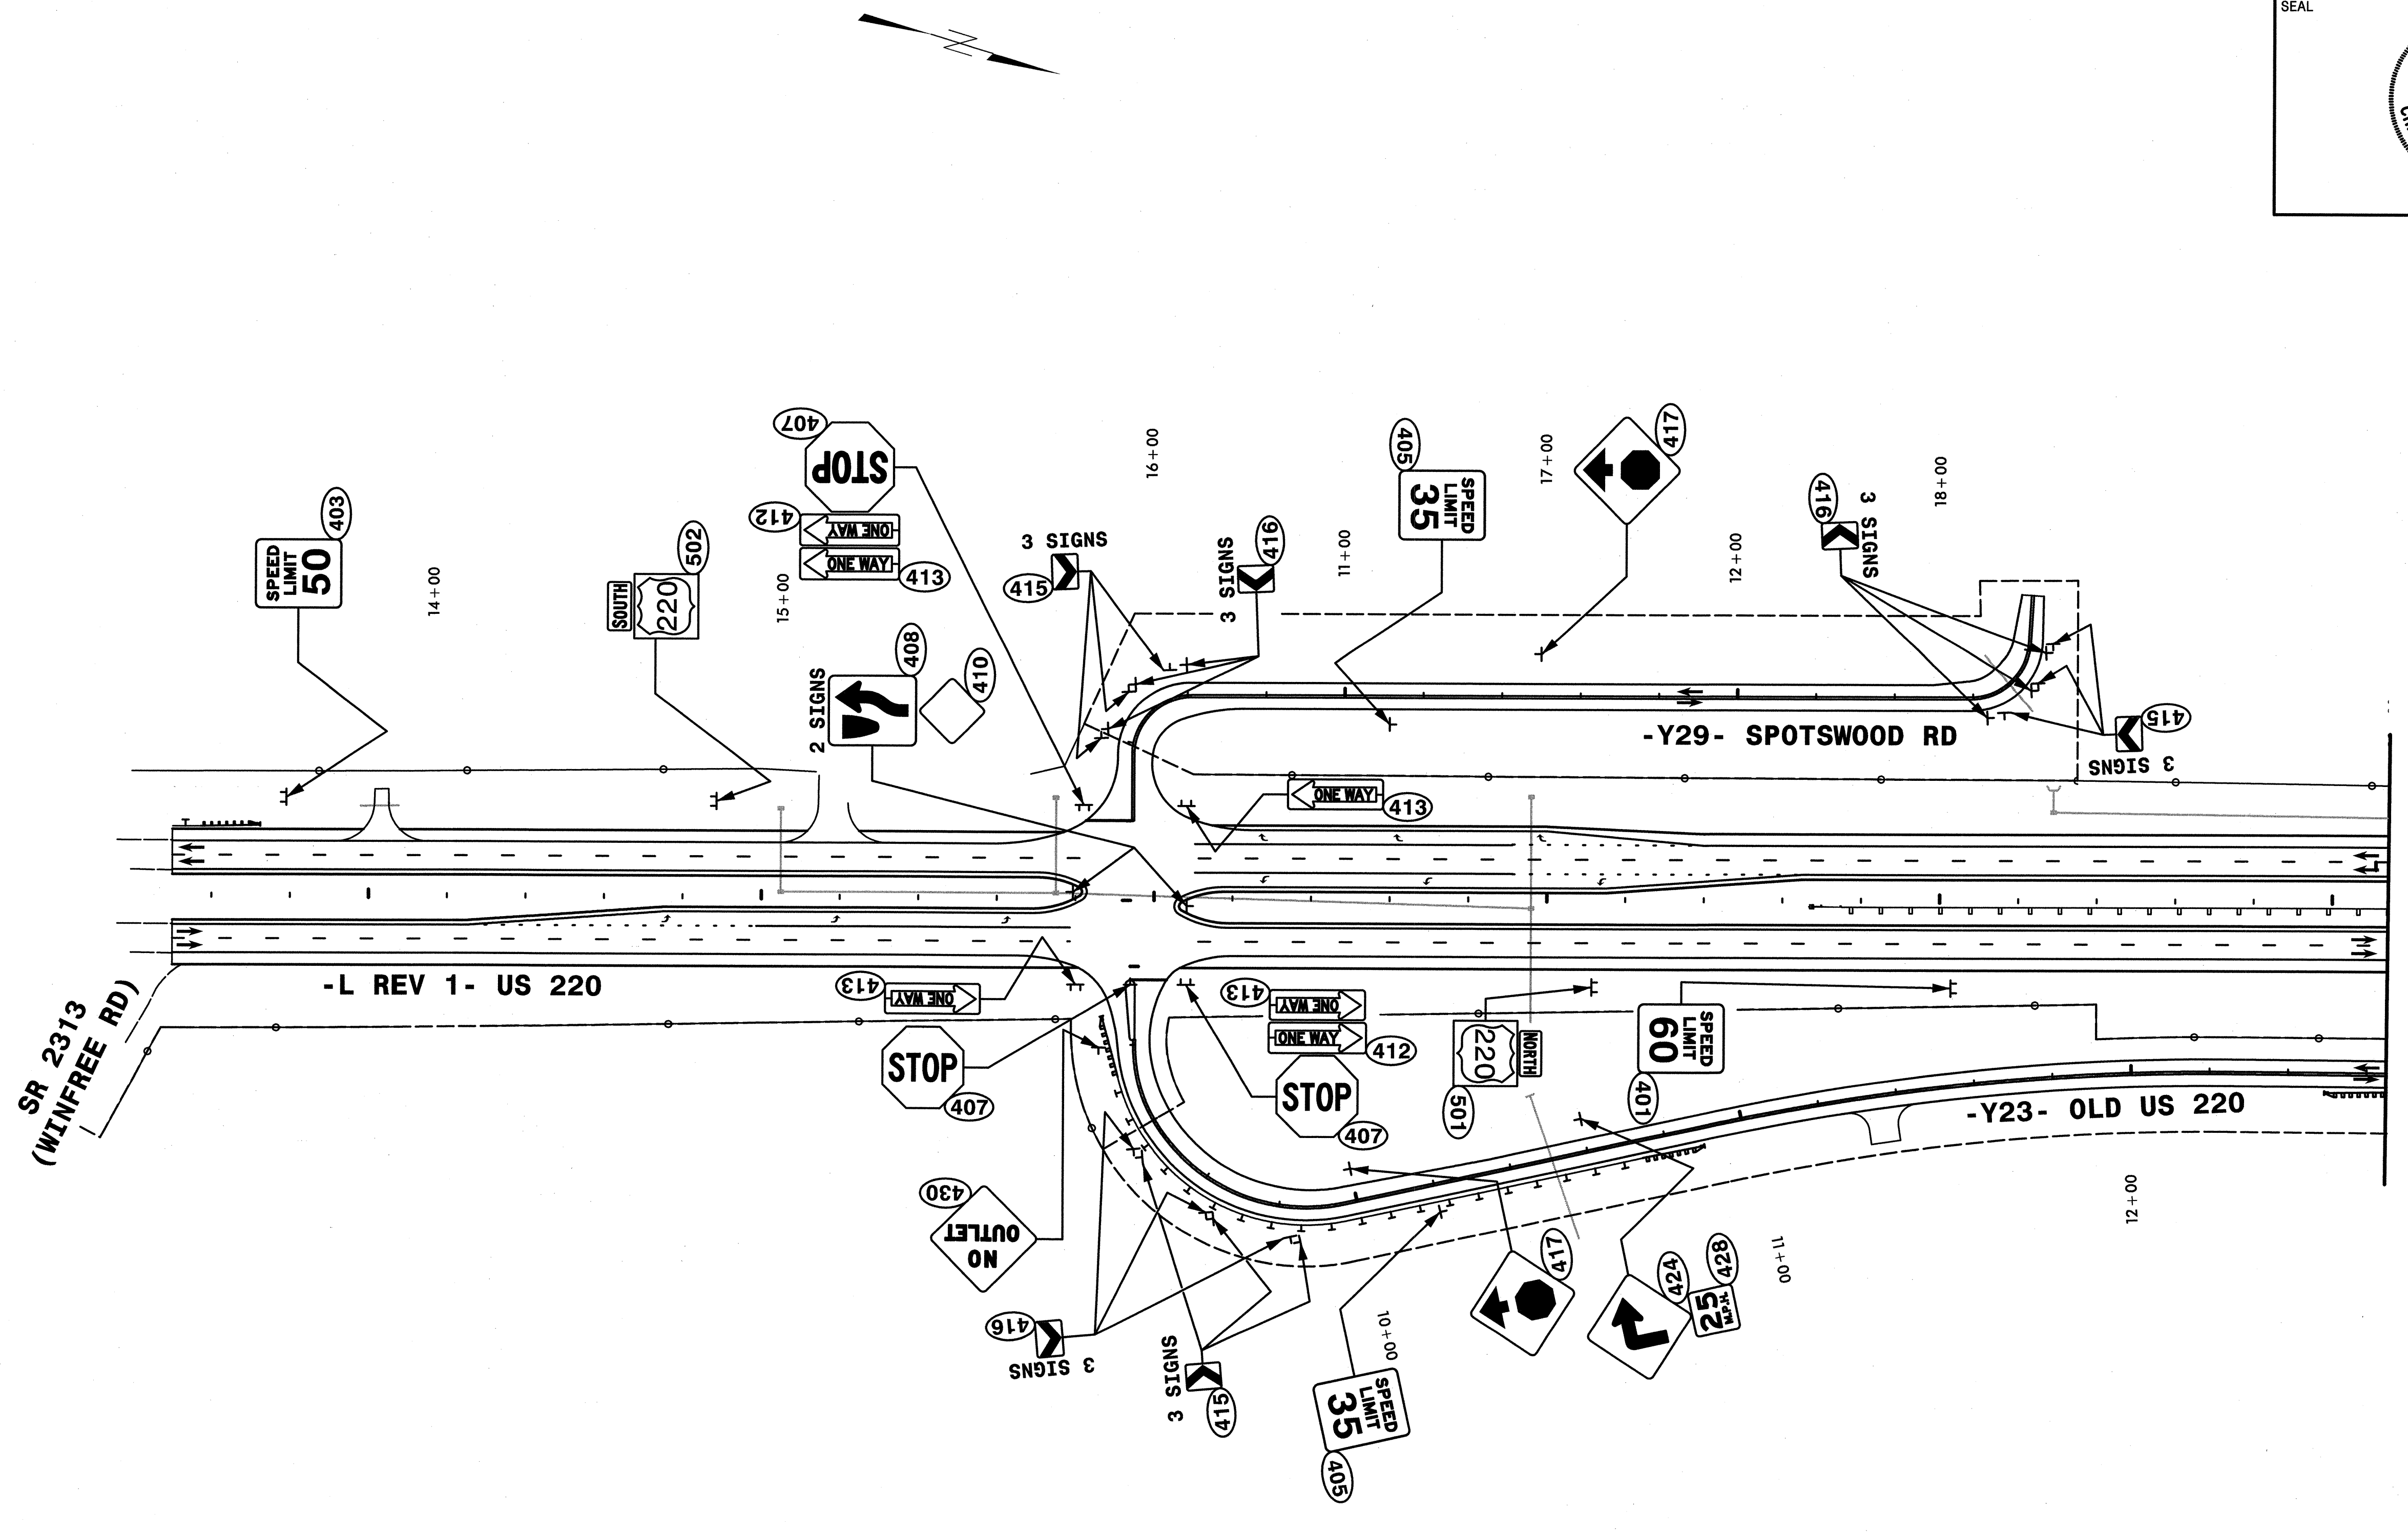 SEAL
407
STOP
412
ONE WAY
ONE WAY
413
403
SPEED
LIMIT
50
14+00
502
SOUTH
220
15+00
2 SIGNS
408
410
3 SIGNS
415
16+00
3 SIGNS
416
11+00
405
SPEED
LIMIT
35
17+00
417
12+00
416
3 SIGNS
18+00
-Y29- SPOTSWOOD RD
415
3 SIGNS
ONE WAY
413
-L REV 1- US 220
SR 2313
(WINFREE RD)
413
ONE WAY
STOP
407
413
ONE WAY
ONE WAY
412
STOP
407
NORTH
220
501
SPEED
LIMIT
60
401
-Y23- OLD US 220
430
NO
OUTLET
416
3 SIGNS
3 SIGNS
415
10+00
SPEED
LIMIT
35
405
417
424
428
25
M.P.H.
11+00
12+00